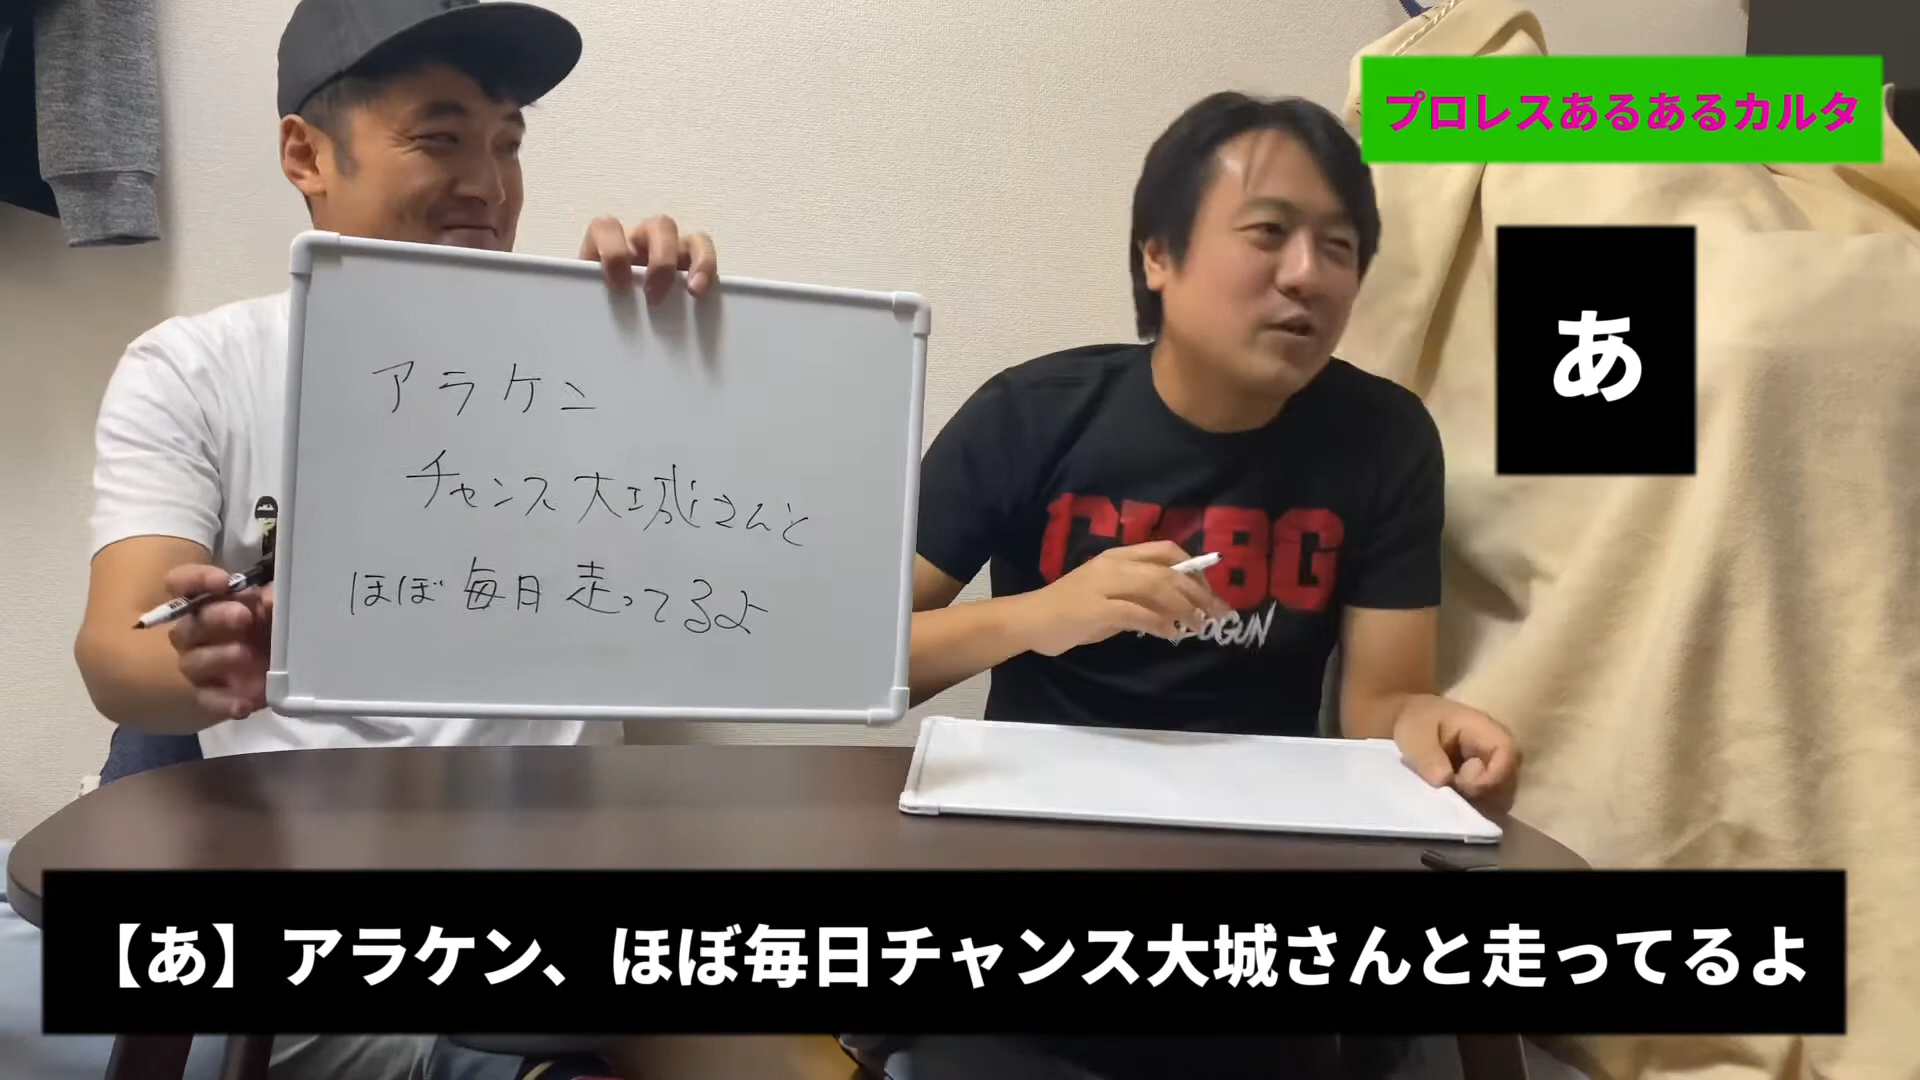 プロレスあるあるカルタ
あ
アラケン
チャンス大城さんと
ほぼ毎日走ってるよ
【あ】アラケン、ほぼ毎日チャンス大城さんと走ってるよ